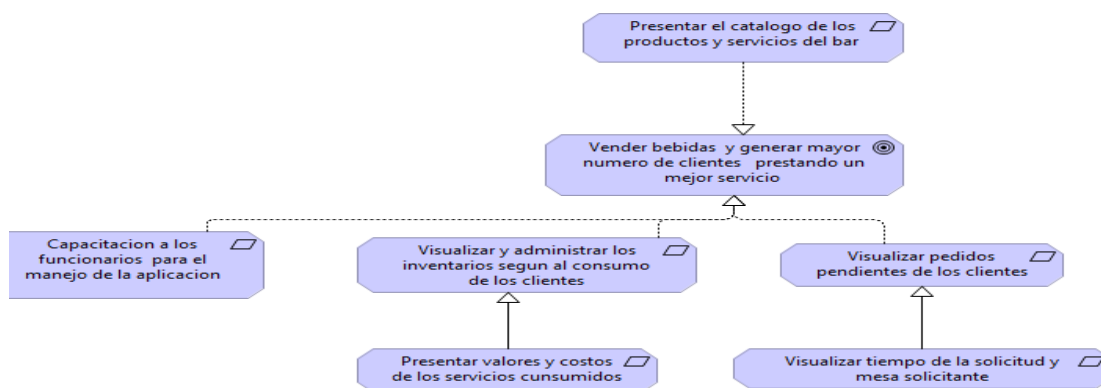 Presentar el catalogo de los
productos y servicios del bar
Vender bebidas y generar mayor
numero de clientes prestando un
mejor servicio
Capacitacion a los
funcionarios para el
manejo de la aplicacion
Visualizar y administrar los
inventarios segun al consumo
de los clientes
Visualizar pedidos
pendientes de los clientes
Presentar valores y costos
de los servicios cunsumidos
Visualizar tiempo de la solicitud y
mesa solicitante